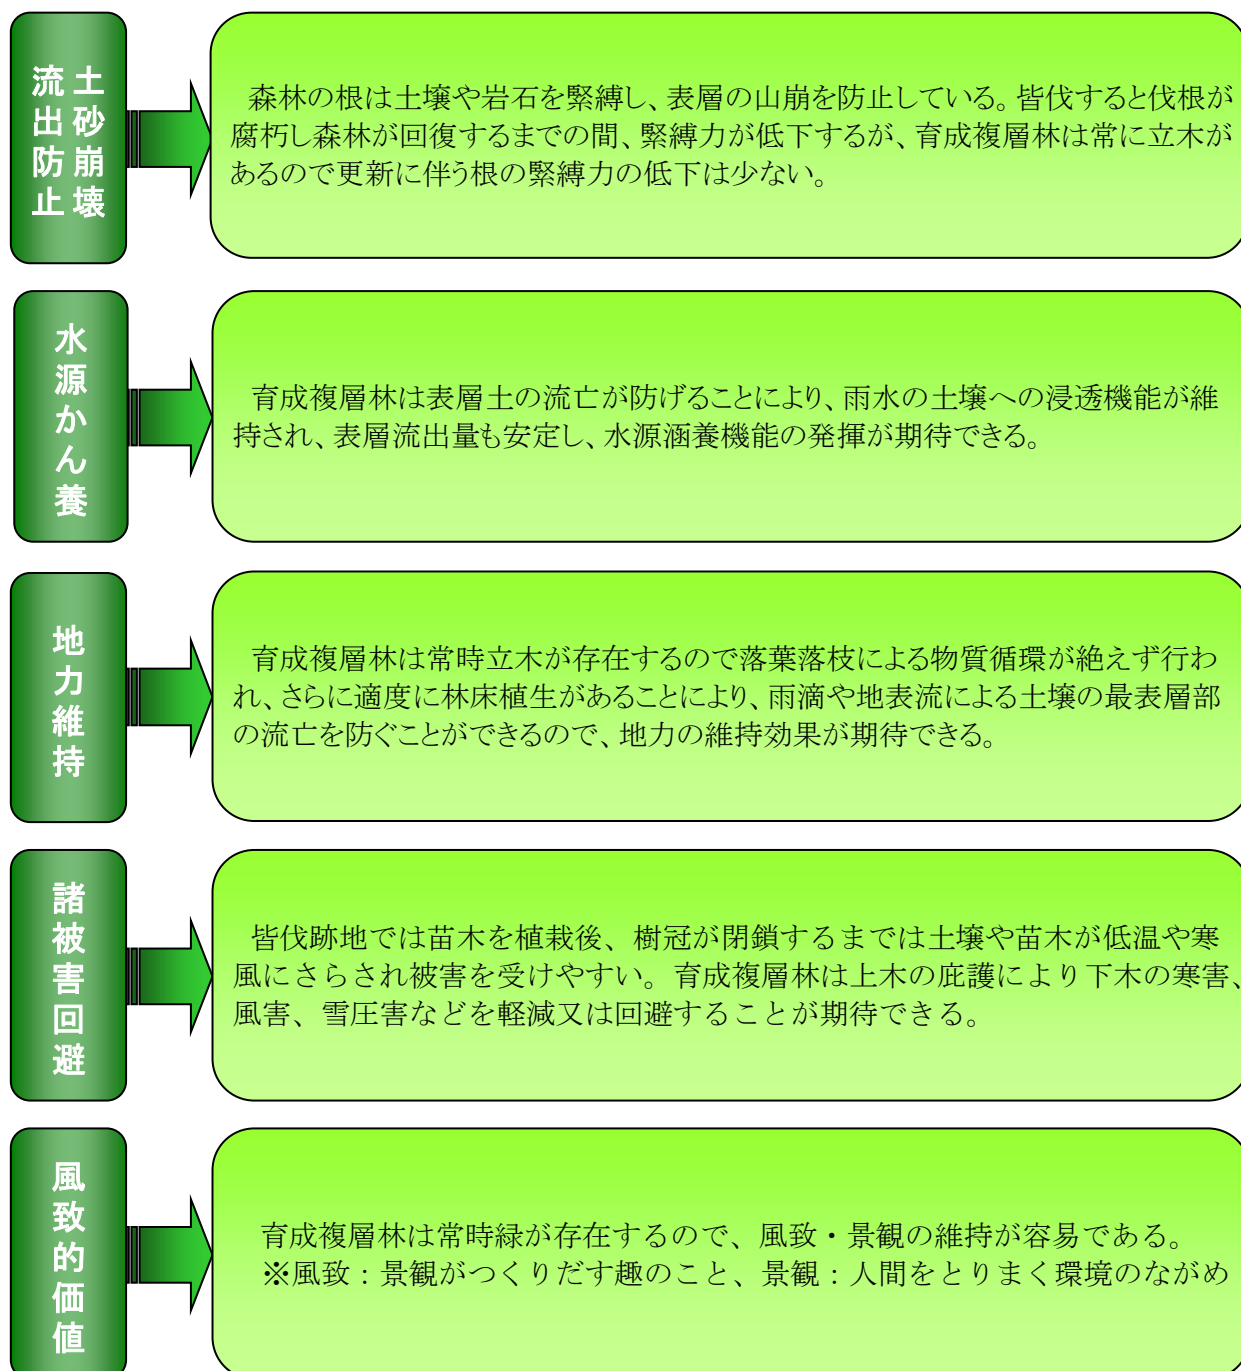 土砂崩壊
流出防止
森林の根は土壌や岩石を緊縛し、表層の山崩を防止している。皆伐すると伐根が
腐朽し森林が回復するまでの間、緊縛力が低下するが、育成複層林は常に立木が
あるので更新に伴う根の緊縛力の低下は少ない。
水源かん養
育成複層林は表層土の流亡が防げることにより、雨水の土壌への浸透機能が維
持され、表層流出量も安定し、水源涵養機能の発揮が期待できる。
地力維持
育成複層林は常時立木が存在するので落葉落枝による物質循環が絶えず行わ
れ、さらに適度に林床植生があることにより、雨滴や地表流による土壌の最表層部
の流亡を防ぐことができるので、地力の維持効果が期待できる。
諸被害回避
皆伐跡地では苗木を植栽後、樹冠が閉鎖するまでは土壌や苗木が低温や寒
風にさらされ被害を受けやすい。育成複層林は上木の庇護により下木の寒害、
風害、雪圧害などを軽減又は回避することが期待できる。
風致的価値
育成複層林は常時緑が存在するので、風致・景観の維持が容易である。
※風致：景観がつくりだす趣のこと、景観：人間をとりまく環境のながめ